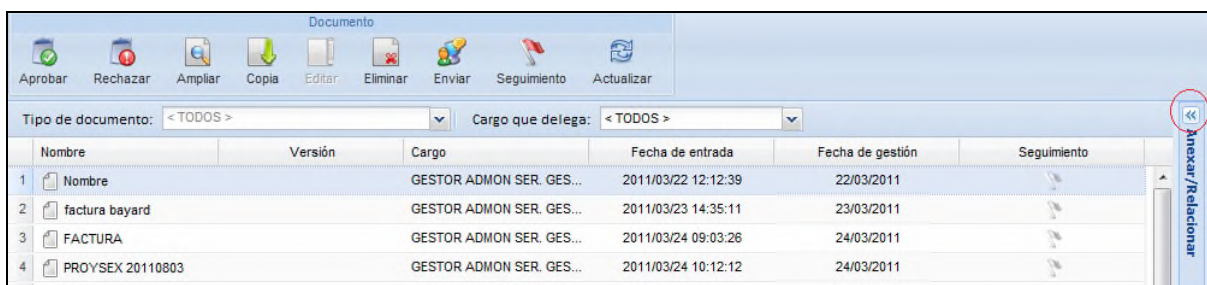 Documento
Aprobar Rechazar Ampliar Copia Editar Eliminar Enviar Seguimiento Actualizar
Tipo de documento: < TODOS > Cargo que delega: < TODOS >
Nombre Versión Cargo Fecha de entrada Fecha de gestión Seguimiento
1 Nombre GESTOR ADMON SER. GES... 2011/03/22 12:12:39 22/03/2011
2 factura bayard GESTOR ADMON SER. GES... 2011/03/23 14:35:11 23/03/2011
3 FACTURA GESTOR ADMON SER. GES... 2011/03/24 09:03:26 24/03/2011
4 PROYSEX 20110803 GESTOR ADMON SER. GES... 2011/03/24 10:12:12 24/03/2011
Anexar/Relacionar